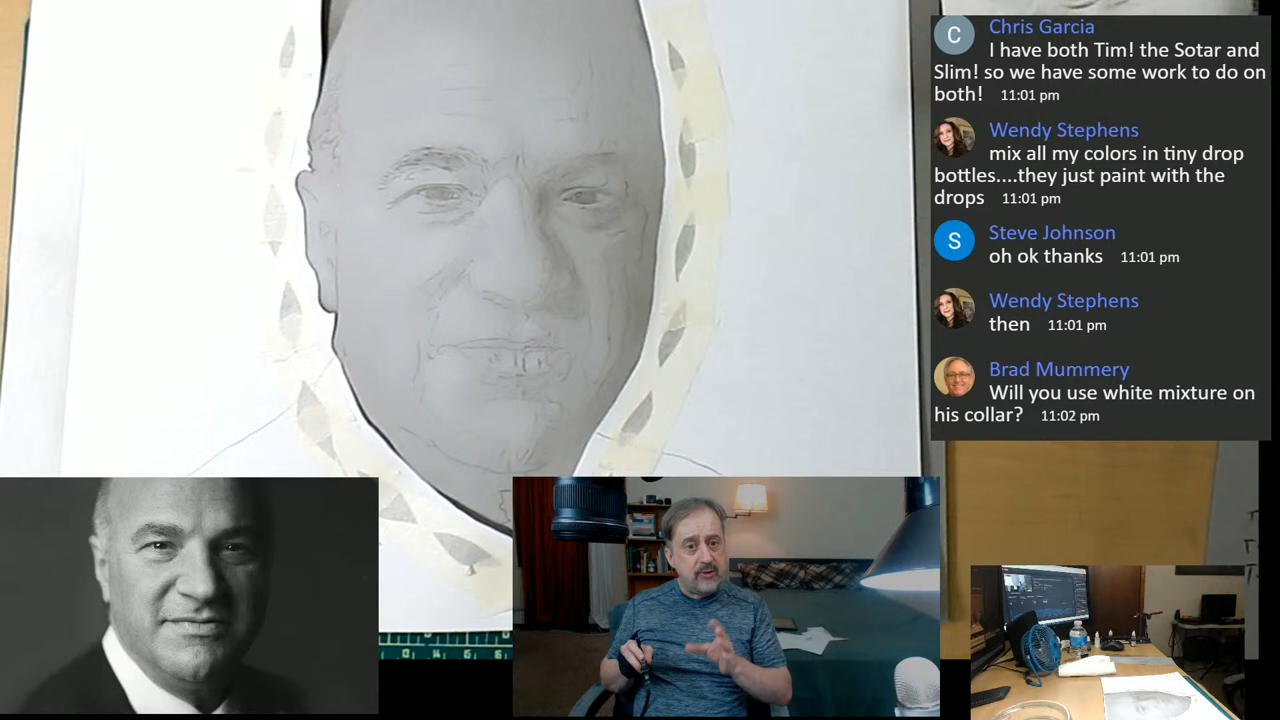 C
Chris Garcia
I have both Tim! the Sotar and
Slim! so we have some work to do on
both! 11:01 pm
Wendy Stephens
mix all my colors in tiny drop
bottles....they just paint with the
drops 11:01 pm
S
Steve Johnson
oh ok thanks 11:01 pm
Wendy Stephens
then 11:01 pm
Brad Mummery
Will you use white mixture on
his collar? 11:02 pm